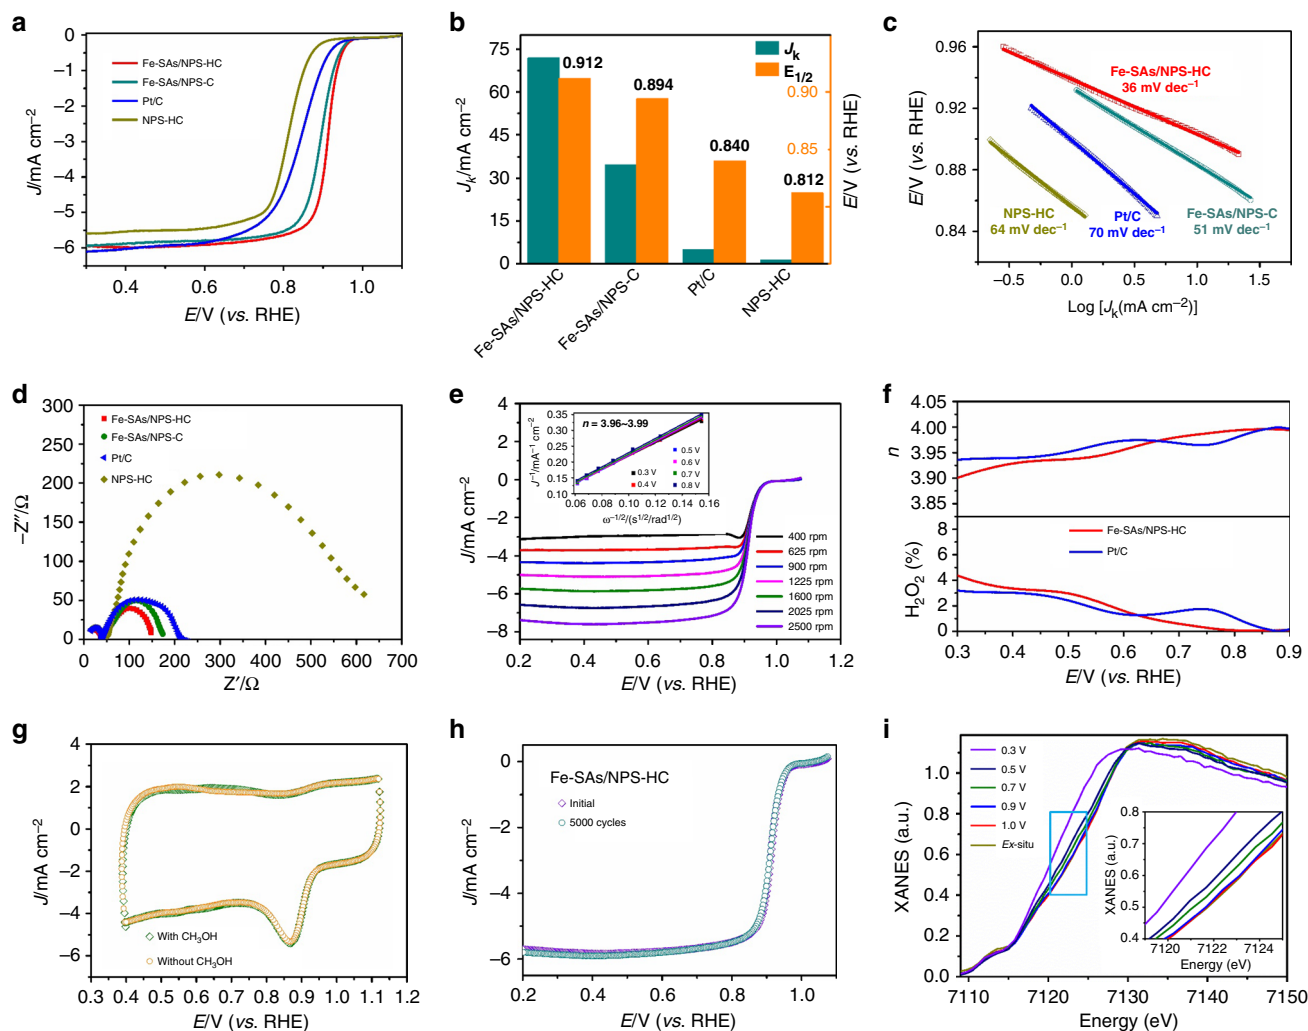 a
0
−1
−2
−3
−4
−5
−6
J/mA cm−2
Fe-SAs/NPS-HC
Fe-SAs/NPS-C
Pt/C
NPS-HC
0.4 0.6 0.8 1.0
E/V (vs. RHE)
b
75
60
45
30
15
0
Jk/mA cm−2
Jk
E1/2
0.912
0.894
0.840
0.812
0.90
0.85
E/V (vs. RHE)
Fe-SAs/NPS-HC
Fe-SAs/NPS-C
Pt/C
NPS-HC
c
0.96
0.92
0.88
0.84
E/V (vs. RHE)
Fe-SAs/NPS-HC
36 mV dec−1
NPS-HC
64 mV dec−1
Pt/C
70 mV dec−1
Fe-SAs/NPS-C
51 mV dec−1
−0.5 0.0 0.5 1.0 1.5
Log [Jk(mA cm−2)]
d
300
250
200
150
100
50
0
−Z″/Ω
Fe-SAs/NPS-HC
Fe-SAs/NPS-C
Pt/C
NPS-HC
0 100 200 300 400 500 600 700
Z′/Ω
e
4
2
0
−2
−4
−6
−8
J/mA cm−2
0.35
0.30
0.25
0.20
0.15
0.10
J−1/mA−1 cm−2
n = 3.96~3.99
0.3 V
0.4 V
0.5 V
0.6 V
0.7 V
0.8 V
0.06 0.08 0.10 0.12 0.14 0.16
ω−1/2/(s1/2/rad1/2)
400 rpm
625 rpm
900 rpm
1225 rpm
1600 rpm
2025 rpm
2500 rpm
0.2 0.4 0.6 0.8 1.0 1.2
E/V (vs. RHE)
f
4.05
4.00
3.95
3.90
3.85
n
8
6
4
2
0
H2O2 (%)
Fe-SAs/NPS-HC
Pt/C
0.3 0.4 0.5 0.6 0.7 0.8 0.9
E/V (vs. RHE)
g
4
2
0
−2
−4
−6
J/mA cm−2
With CH3OH
Without CH3OH
0.3 0.4 0.5 0.6 0.7 0.8 0.9 1.0 1.1 1.2
E/V (vs. RHE)
h
0
−2
−4
−6
J/mA cm−2
Fe-SAs/NPS-HC
Initial
5000 cycles
0.2 0.4 0.6 0.8 1.0
E/V (vs. RHE)
i
1.0
0.8
0.6
0.4
0.2
0.0
XANES (a.u.)
0.3 V
0.5 V
0.7 V
0.9 V
1.0 V
Ex-situ
0.8
0.7
0.6
0.5
0.4
XANES (a.u.)
7120 7122 7124
Energy (eV)
7110 7120 7130 7140 7150
Energy (eV)